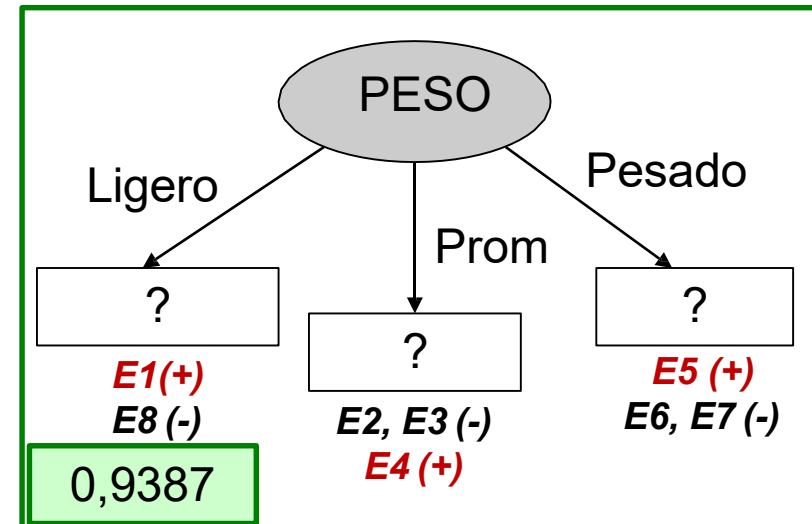 PESO
Ligero
Prom
Pesado
?
E1(+)
E8 (-)
?
E2, E3 (-)
E4 (+)
?
E5 (+)
E6, E7 (-)
0,9387